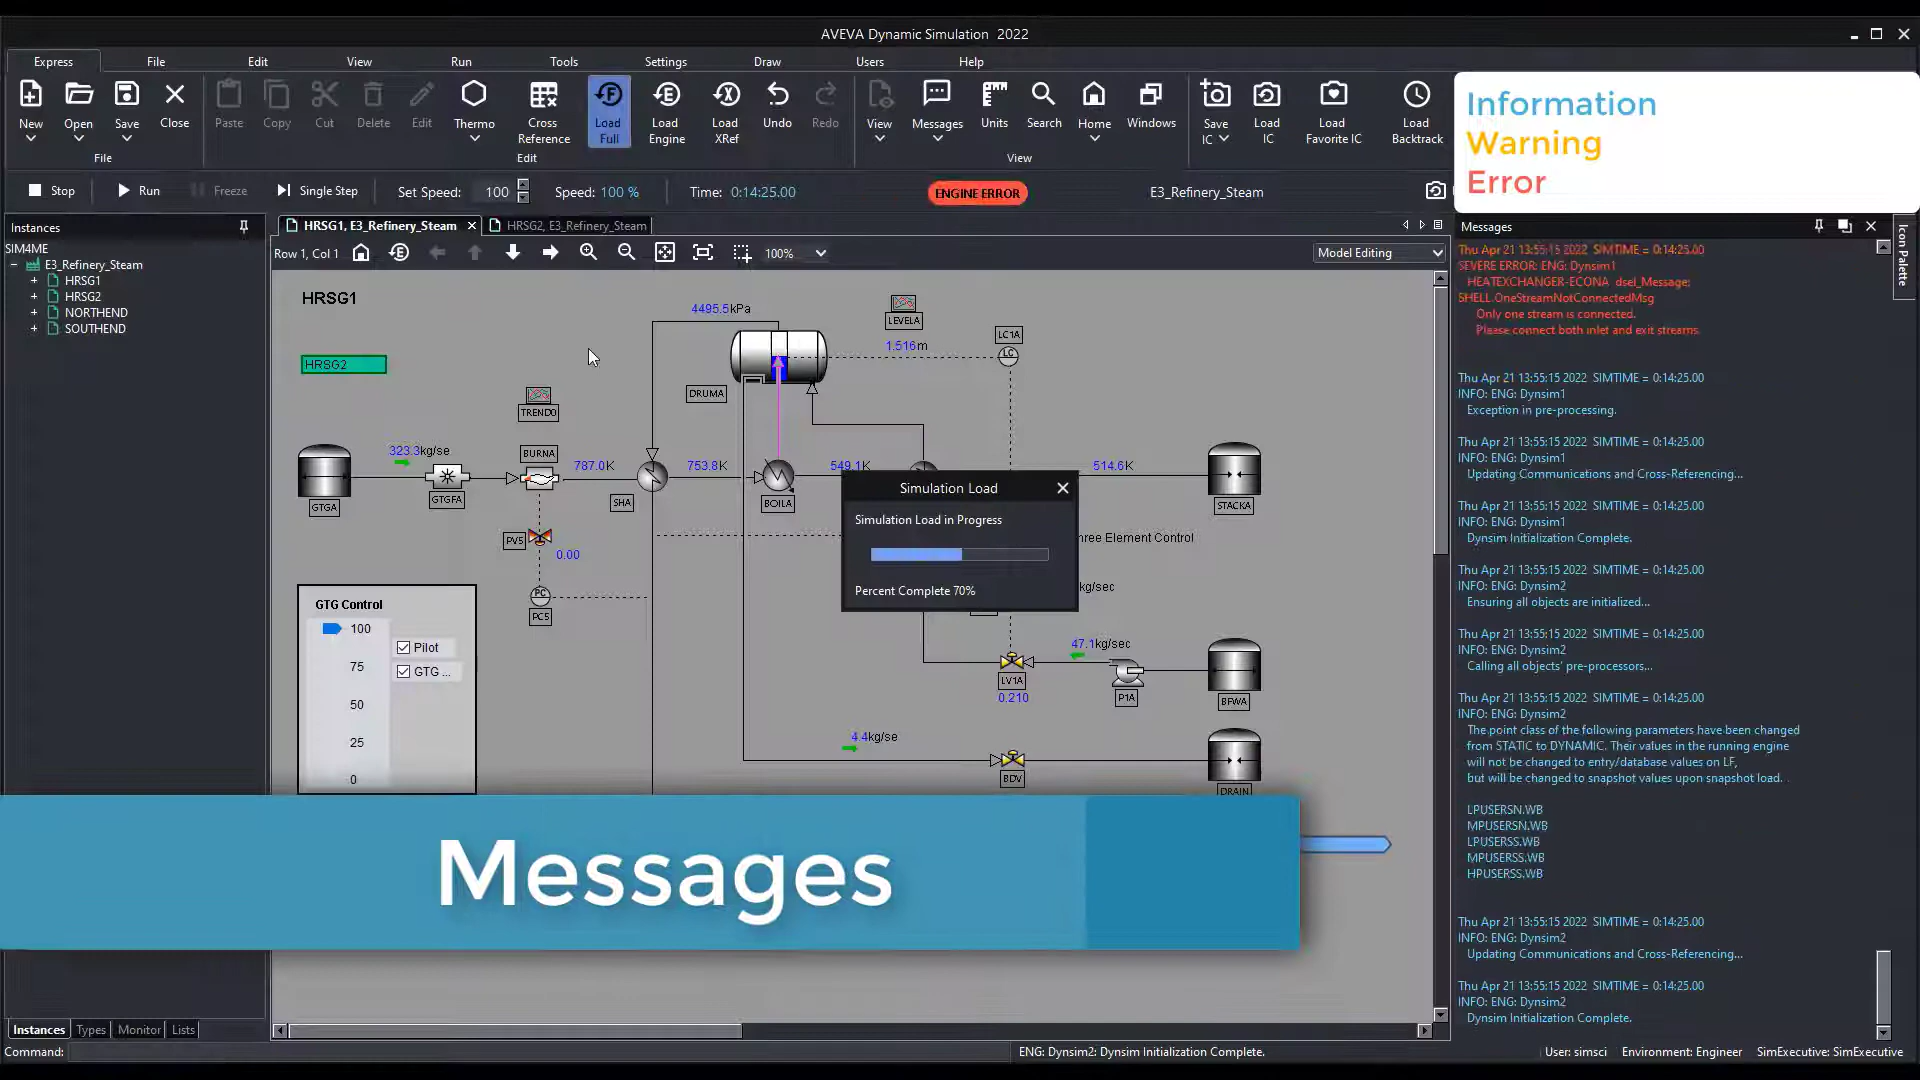 AVEVA Dynamic Simulation 2022
Express File Edit View Run Tools Settings Draw Users Help
New Open Save Close Paste Copy Cut Delete Edit Thermo Cross Reference Load Full Load Engine Load XRef Undo Redo View Messages Units Search Home Windows Save IC Load IC Load Favorite IC Load Backtrack
File Edit View
Information
Warning
Error
Stop Run Freeze Single Step Set Speed: 100 Speed: 100 % Time: 0:14:25.00 ENGINE ERROR E3_Refinery_Steam
Instances
SIM4ME
E3_Refinery_Steam
HRSG1
HRSG2
NORTHEND
SOUTHEND
HRSG1, E3_Refinery_Steam HRSG2, E3_Refinery_Steam
Row 1, Col 1 100% Model Editing
HRSG1
4495.5kPa
LEVELA
1.516m
LC1A
LC
HRSG2
DRUMA
TREND0
323.3kg/se
BURNA
787.0K
753.8K
549.1K
514.6K
GTGA
GTGFA
SHA
BOILA
STACKA
PV5
0.00
PC
PC5
hree Element Control
kg/sec
Simulation Load
Simulation Load in Progress
Percent Complete 70%
GTG Control
100
75
50
25
0
Pilot
GTG ...
47.1kg/sec
LV1A
0.210
P1A
BFWA
4.4kg/se
BDV
DRAIN
Messages
Messages
Thu Apr 21 13:55:15 2022 SIMTIME = 0:14:25.00
SEVERE ERROR: ENG: Dynsim1
HEATEXCHANGER-ECONA dsel_Message:
SHELL.OneStreamNotConnectedMsg
Only one stream is connected.
Please connect both inlet and exit streams.
Thu Apr 21 13:55:15 2022 SIMTIME = 0:14:25.00
INFO: ENG: Dynsim1
Exception in pre-processing.
Thu Apr 21 13:55:15 2022 SIMTIME = 0:14:25.00
INFO: ENG: Dynsim1
Updating Communications and Cross-Referencing...
Thu Apr 21 13:55:15 2022 SIMTIME = 0:14:25.00
INFO: ENG: Dynsim1
Dynsim Initialization Complete.
Thu Apr 21 13:55:15 2022 SIMTIME = 0:14:25.00
INFO: ENG: Dynsim2
Ensuring all objects are initialized...
Thu Apr 21 13:55:15 2022 SIMTIME = 0:14:25.00
INFO: ENG: Dynsim2
Calling all objects' pre-processors...
Thu Apr 21 13:55:15 2022 SIMTIME = 0:14:25.00
INFO: ENG: Dynsim2
The point class of the following parameters have been changed
from STATIC to DYNAMIC. Their values in the running engine
will not be changed to entry/database values on LF,
but will be changed to snapshot values upon snapshot load.
LPUSERSN.WB
MPUSERSN.WB
LPUSERSS.WB
MPUSERSS.WB
HPUSERSS.WB
Thu Apr 21 13:55:15 2022 SIMTIME = 0:14:25.00
INFO: ENG: Dynsim2
Updating Communications and Cross-Referencing...
Thu Apr 21 13:55:15 2022 SIMTIME = 0:14:25.00
INFO: ENG: Dynsim2
Dynsim Initialization Complete.
Icon Palette
Instances Types Monitor Lists
Command: ENG: Dynsim2: Dynsim Initialization Complete. User: simsci Environment: Engineer SimExecutive: SimExecutive